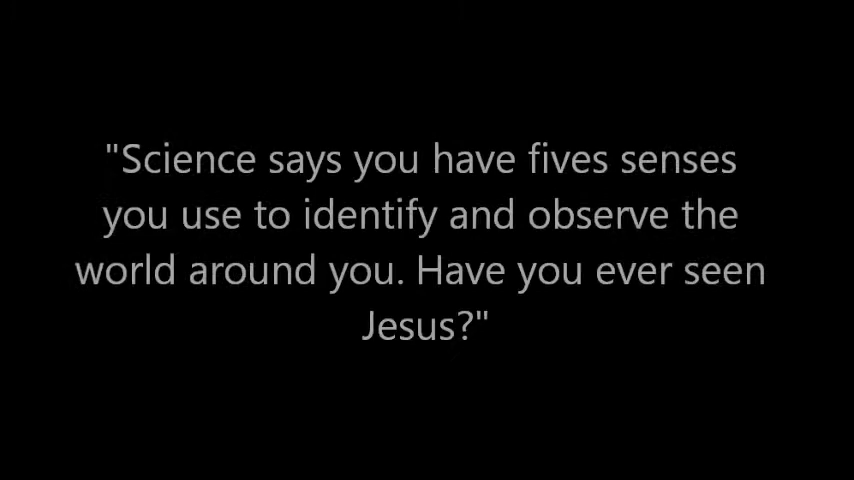 "Science says you have fives senses
you use to identify and observe the
world around you. Have you ever seen
Jesus?"